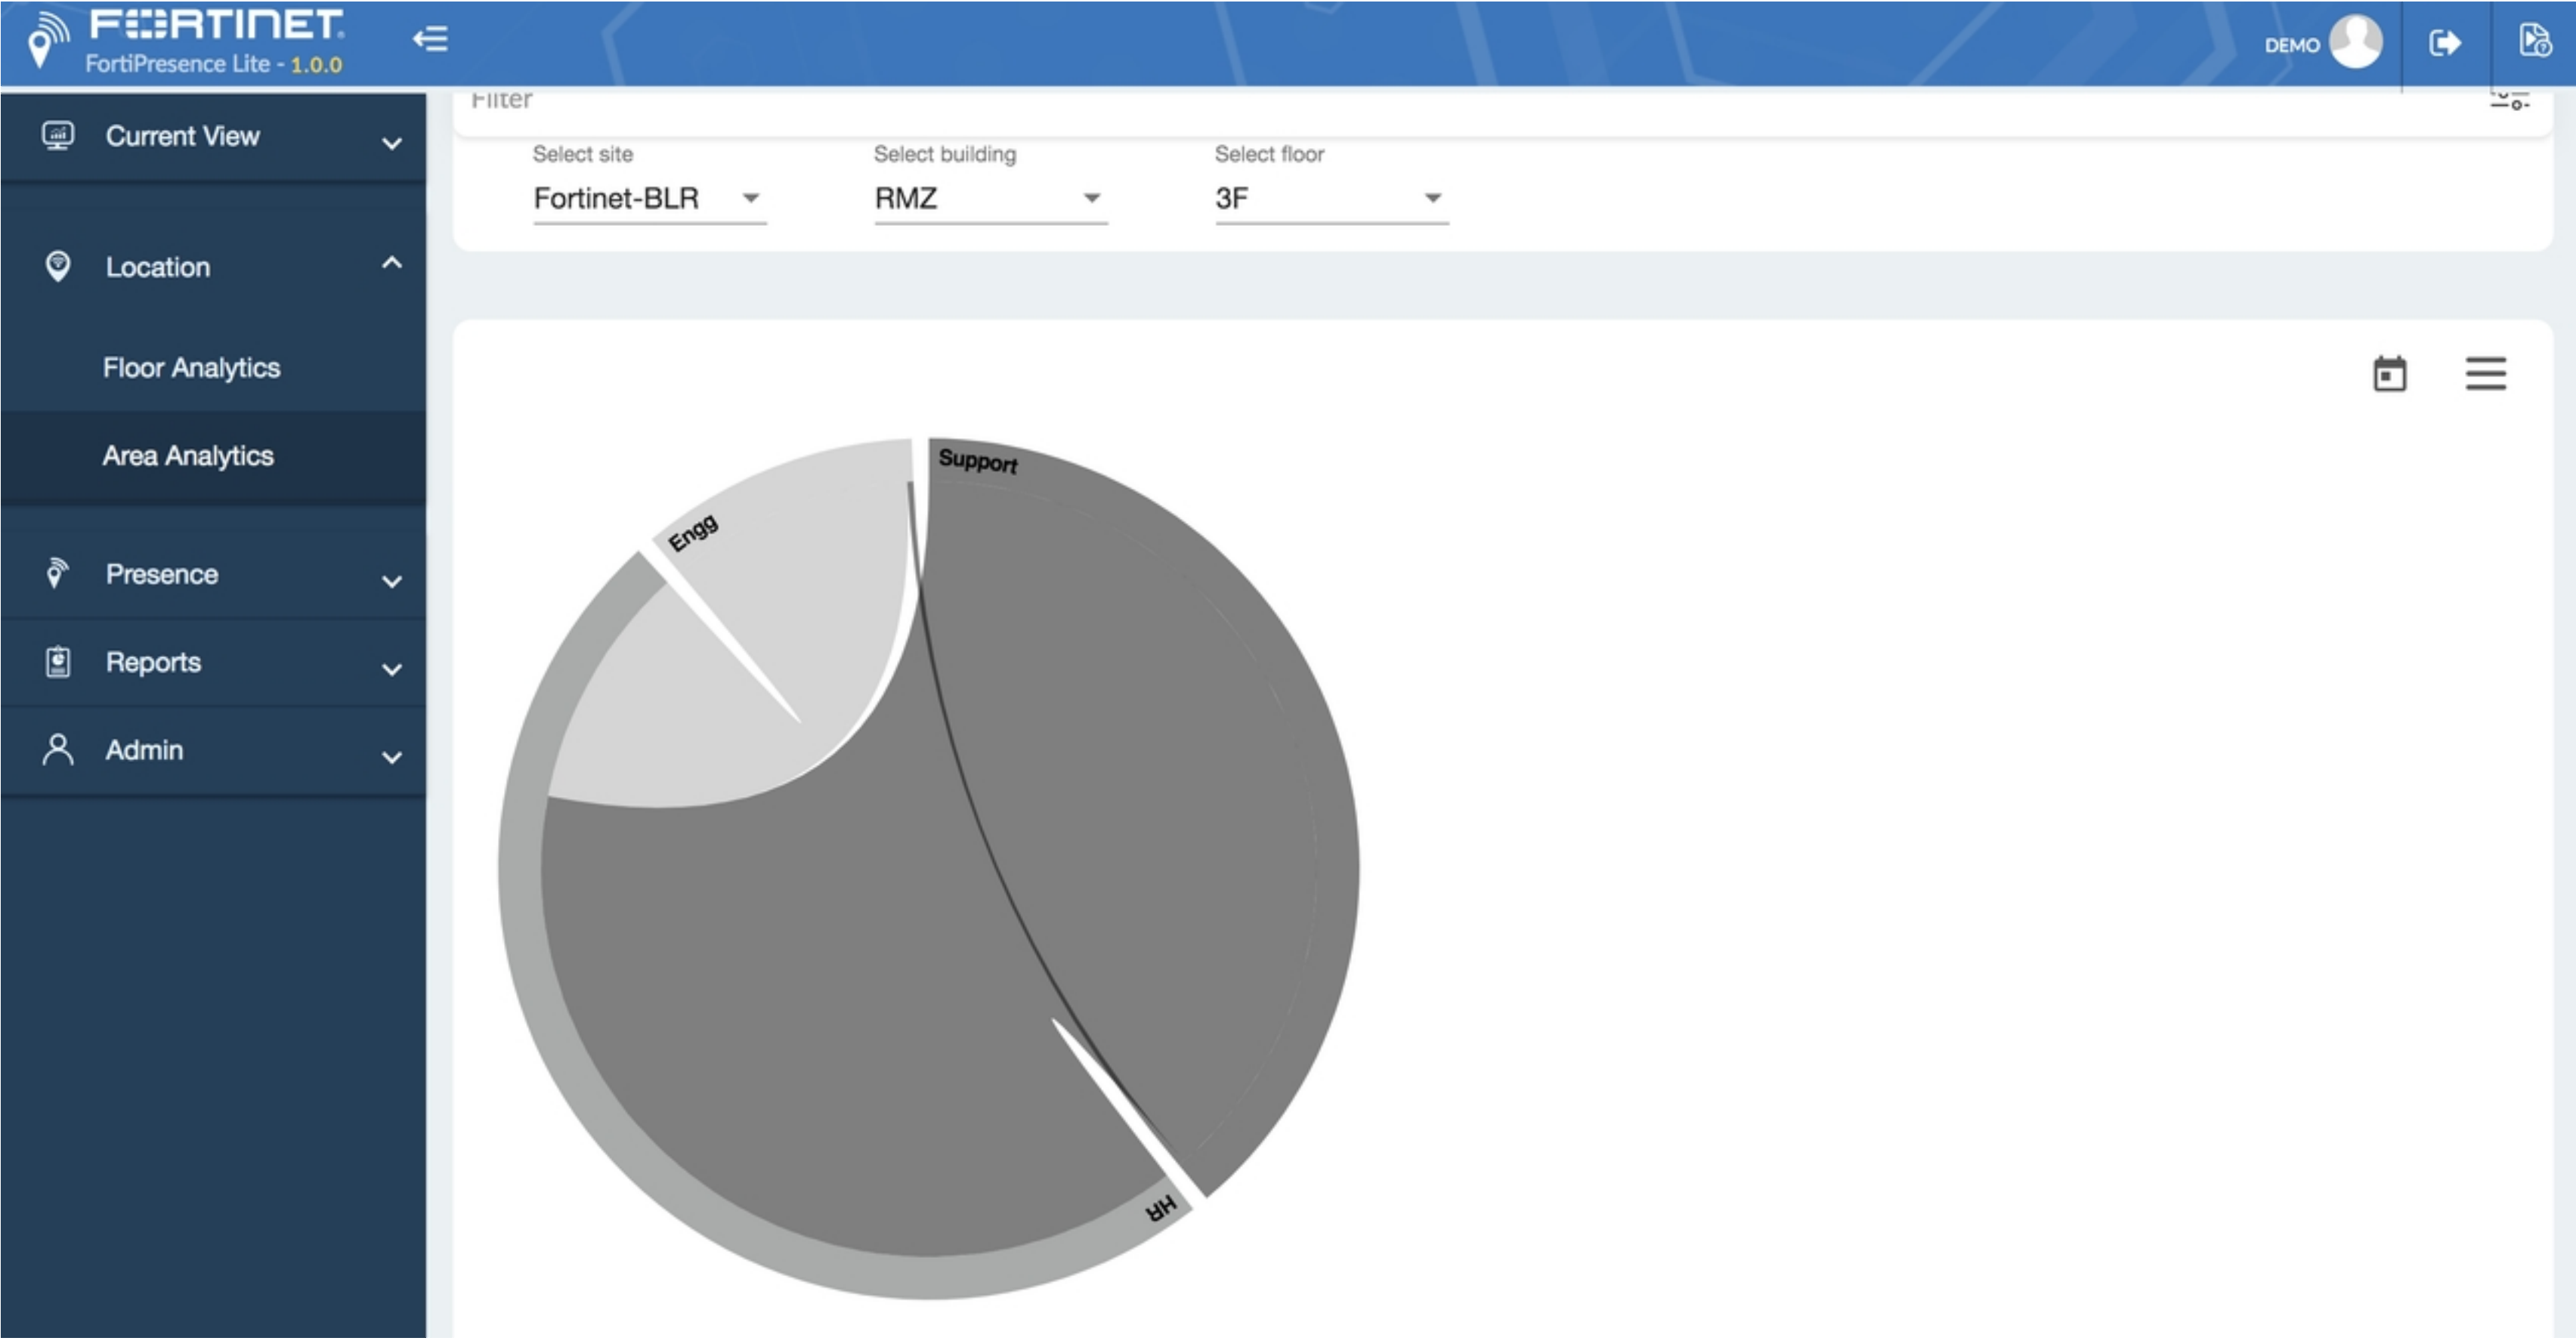 FORTINET
FortiPresence Lite - 1.0.0
DEMO
Filter
Current View
Location
Floor Analytics
Area Analytics
Presence
Reports
Admin
Select site
Select building
Select floor
Fortinet-BLR
RMZ
3F
Support
Engg
HR